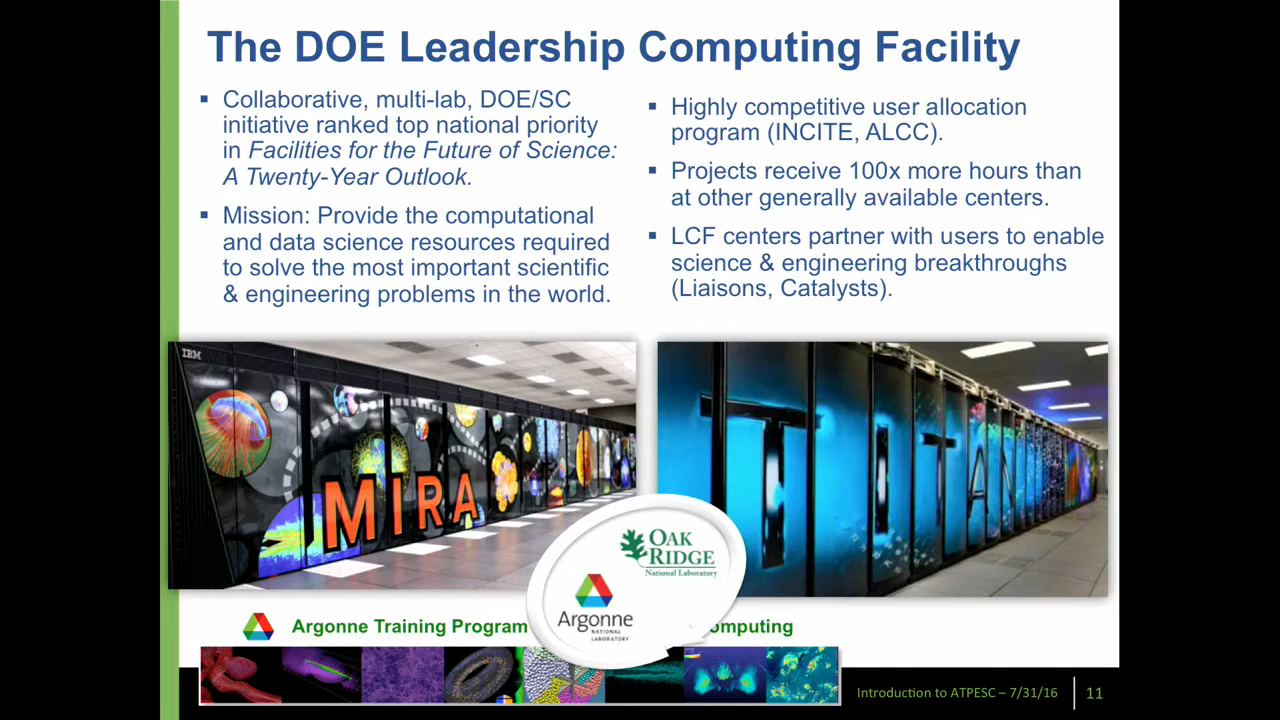 The DOE Leadership Computing Facility
▪ Collaborative, multi-lab, DOE/SC
initiative ranked top national priority
in Facilities for the Future of Science:
A Twenty-Year Outlook.
▪ Mission: Provide the computational
and data science resources required
to solve the most important scientific
& engineering problems in the world.
▪ Highly competitive user allocation
program (INCITE, ALCC).
▪ Projects receive 100x more hours than
at other generally available centers.
▪ LCF centers partner with users to enable
science & engineering breakthroughs
(Liaisons, Catalysts).
IBM
MIRA
TITAN
OAK
RIDGE
National Laboratory
Argonne
NATIONAL
LABORATORY
Argonne Training Program
Introduction to ATPESC – 7/31/16
11